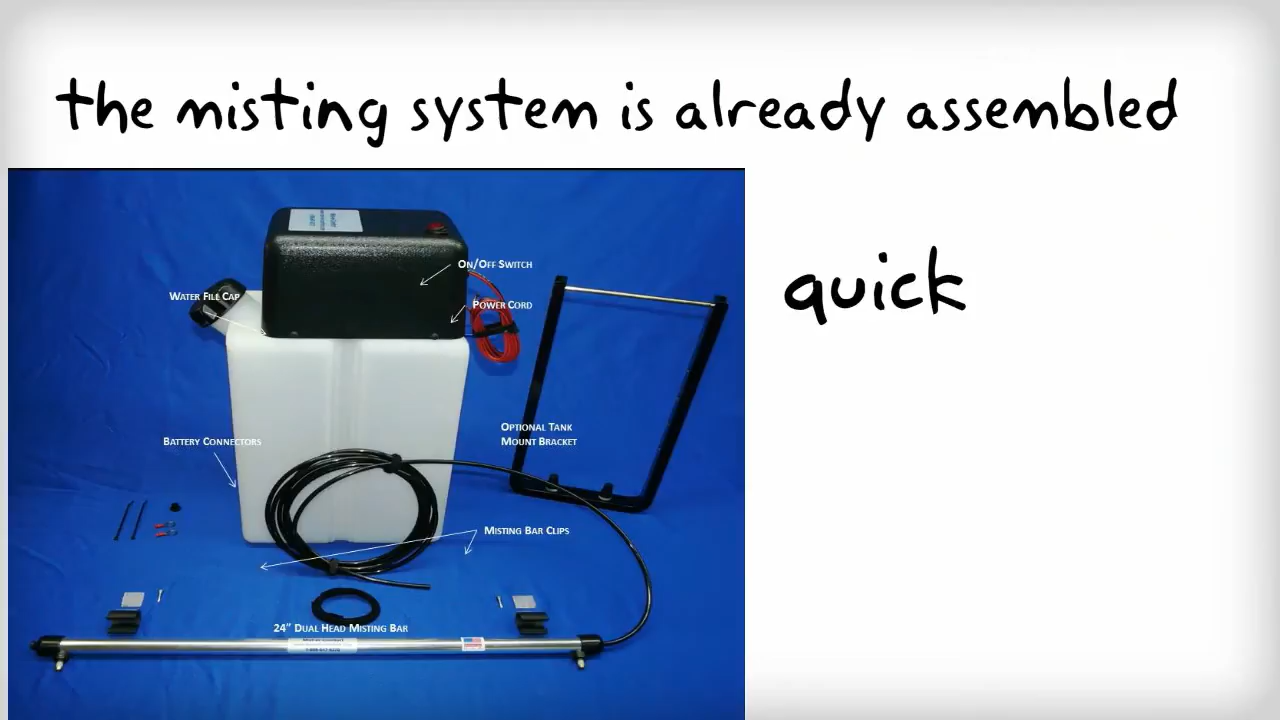 the misting system is already assembled
quick
On/Off Switch
Water Fill Cap
Power Cord
Optional Tank
Mount Bracket
Battery Connectors
Misting Bar Clips
24" Dual Head Misting Bar